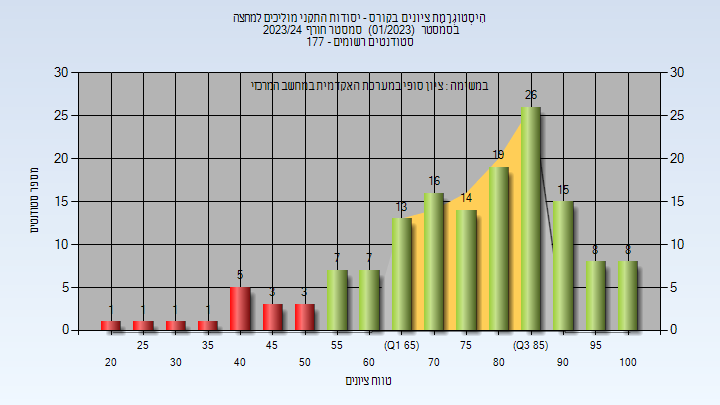 היסטוגרמת ציונים בקורס - יסודות התקני מוליכים למחצה
בסמסטר (01/2023) סמסטר חורף 2023/24
סטודנטים רשומים - 177
במשימה : ציון סופי במערכת האקדמית במחשב המרכזי
30 30
25 25
20 20
15 15
10 10
5 5
0 0
מספר סטודנטים
1 1 1 1 5 3 3 7 7 13 16 14 19 26 15 8 8
25 35 45 55 (Q1 65) 75 (Q3 85) 95
20 30 40 50 60 70 80 90 100
טווח ציונים